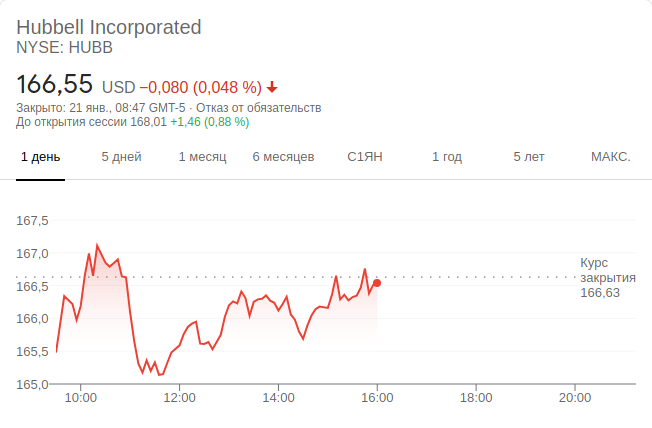 Hubbell Incorporated
NYSE: HUBB
166,55 USD −0,080 (0,048 %)
Закрыто: 21 янв., 08:47 GMT-5 · Отказ от обязательств
До открытия сессии 168,01 +1,46 (0,88 %)
1 день 5 дней 1 месяц 6 месяцев С1ЯН 1 год 5 лет МАКС.
167,5
167,0
Курс
закрытия
166,63
166,5
166,0
165,5
165,0
10:00 12:00 14:00 16:00 18:00 20:00